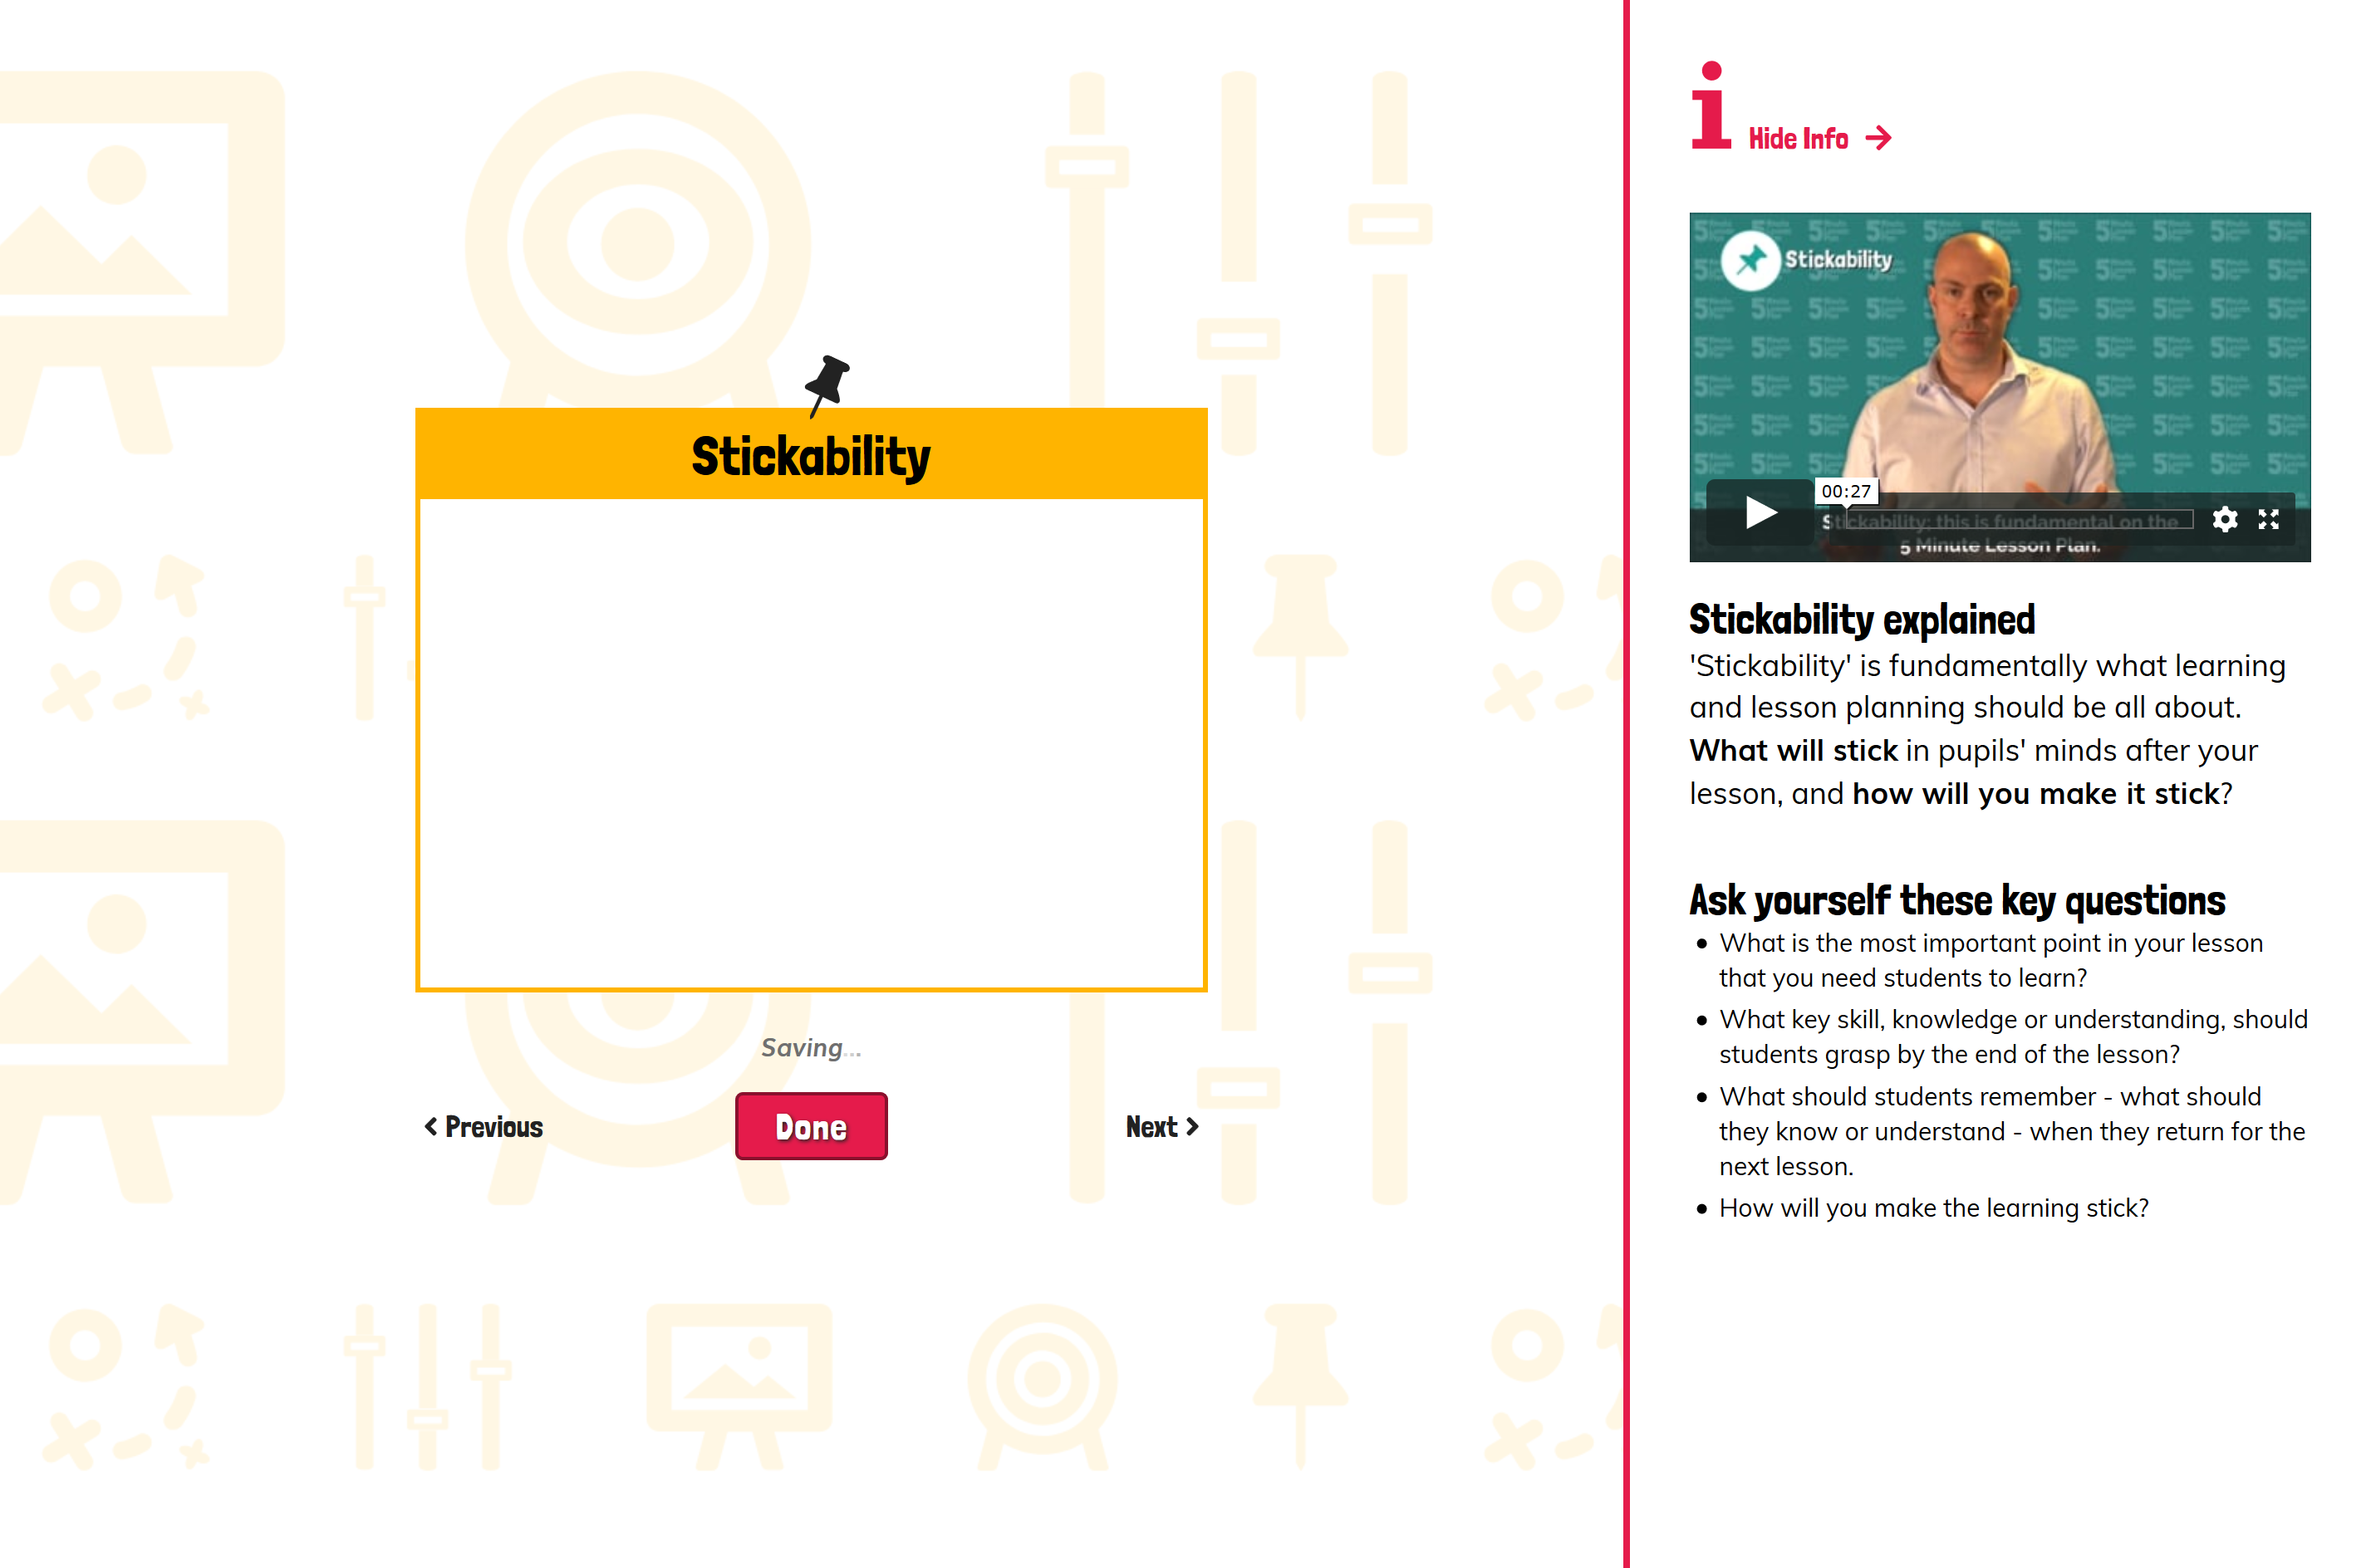 Stickability
Saving...
Previous
Done
Next
i Hide Info
Stickability
00:27
Stickability: this is fundamental on the
5 Minute Lesson Plan.
Stickability explained
'Stickability' is fundamentally what learning
and lesson planning should be all about.
What will stick in pupils' minds after your
lesson, and how will you make it stick?
Ask yourself these key questions
• What is the most important point in your lesson
that you need students to learn?
• What key skill, knowledge or understanding, should
students grasp by the end of the lesson?
• What should students remember - what should
they know or understand - when they return for the
next lesson.
• How will you make the learning stick?